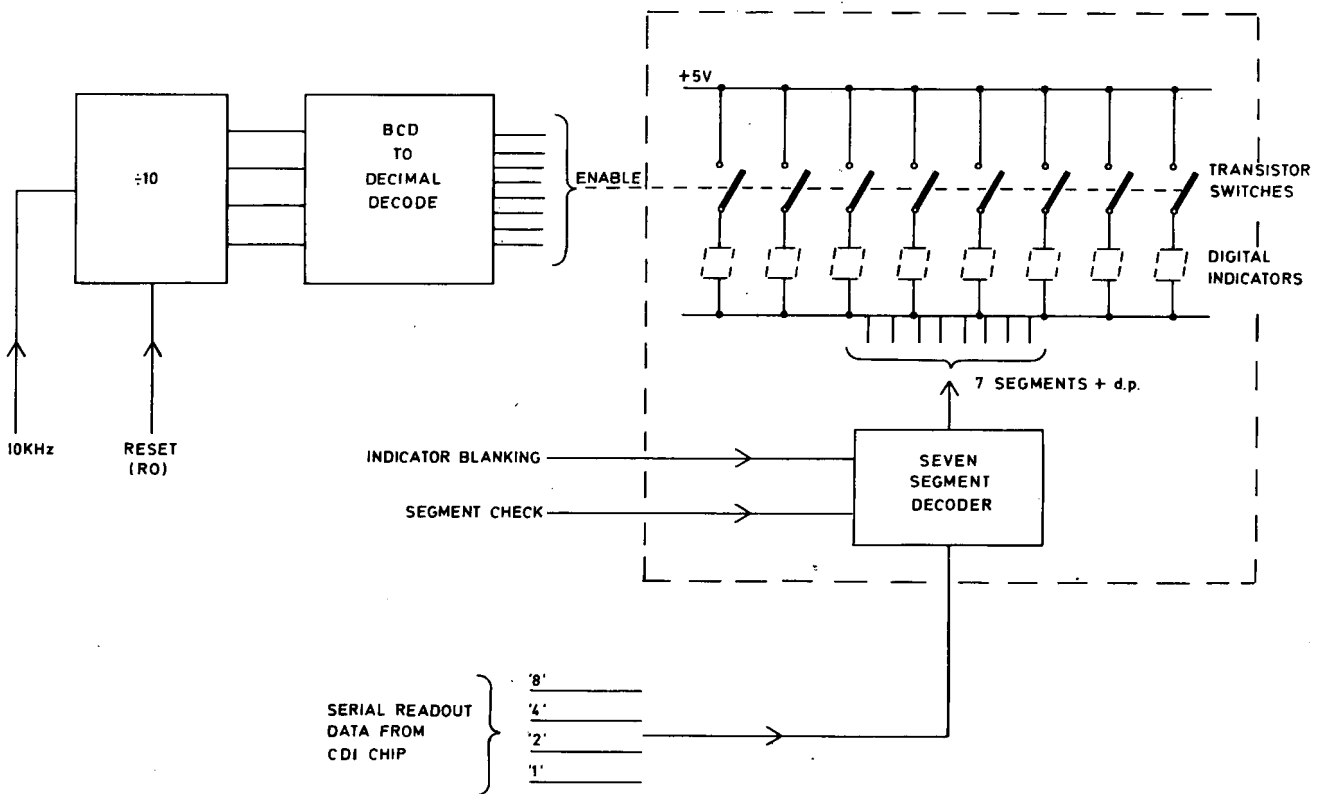 +5V
÷10
BCD
TO
DECIMAL
DECODE
ENABLE
TRANSISTOR
SWITCHES
DIGITAL
INDICATORS
7 SEGMENTS + d.p.
10KHz
RESET
(RO)
INDICATOR BLANKING
SEGMENT CHECK
SEVEN
SEGMENT
DECODER
SERIAL READOUT
DATA FROM
CDI CHIP
'8'
'4'
'2'
'1'